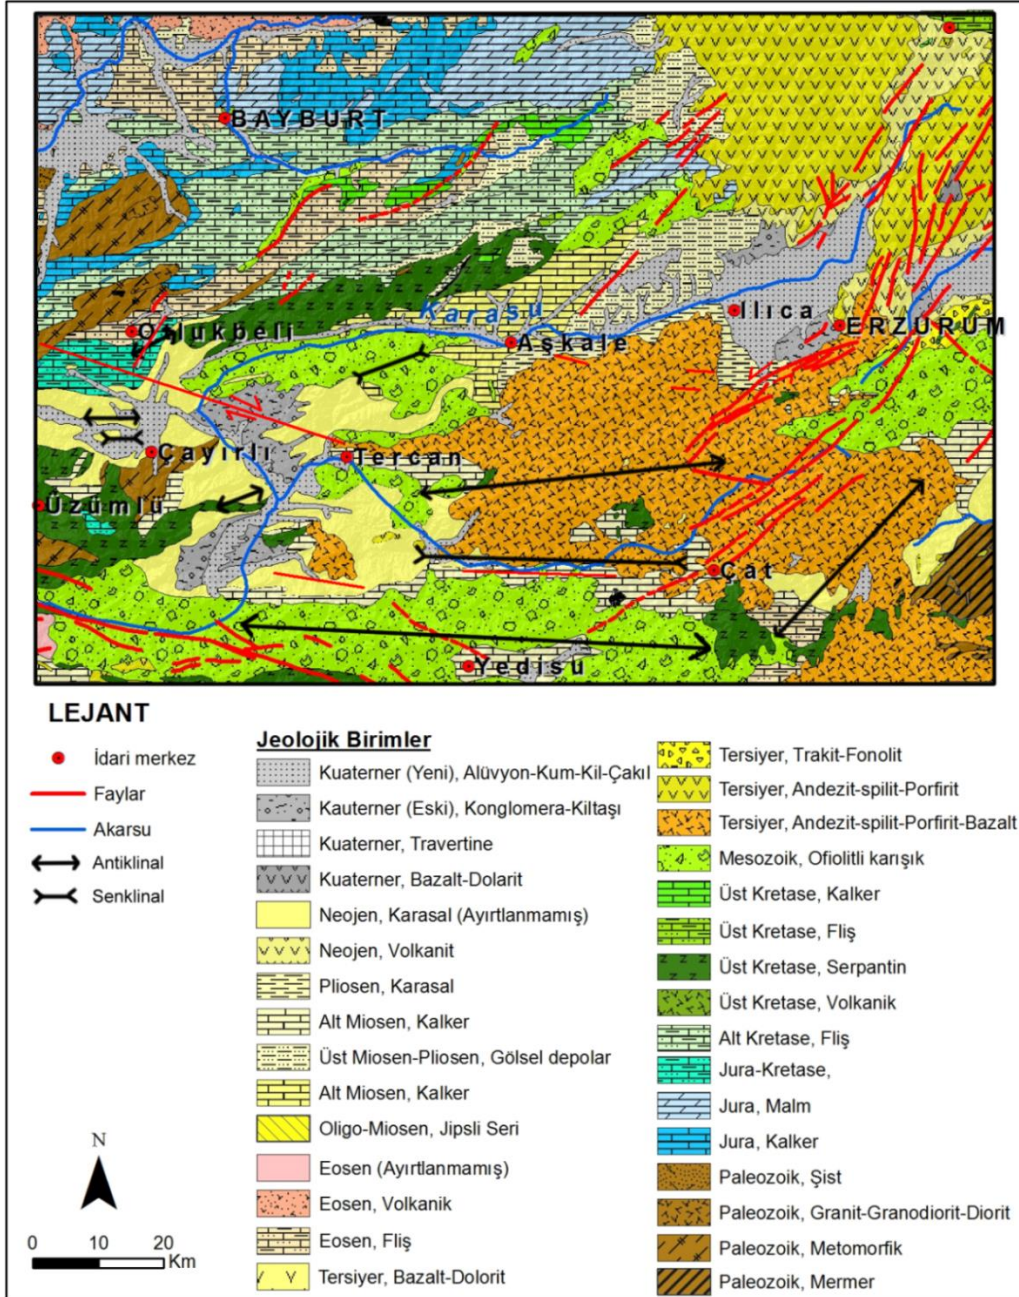 BAYBURT
Karasu
Ilıca
Otlukbeli
ERZURUM
Aşkale
Çayırlı
Tercan
Üzümlü
Çat
Yedisu
LEJANT
İdari merkez
Faylar
Akarsu
Antiklinal
Senklinal
Jeolojik Birimler
Kuaterner (Yeni), Alüvyon-Kum-Kil-Çakıl
Kauterner (Eski), Konglomera-Kiltaşı
Kuaterner, Travertine
Kuaterner, Bazalt-Dolarit
Neojen, Karasal (Ayırtlanmamış)
Neojen, Volkanit
Pliosen, Karasal
Alt Miosen, Kalker
Üst Miosen-Pliosen, Gölsel depolar
Alt Miosen, Kalker
Oligo-Miosen, Jipsli Seri
Eosen (Ayırtlanmamış)
Eosen, Volkanik
Eosen, Fliş
Tersiyer, Bazalt-Dolorit
Tersiyer, Trakit-Fonolit
Tersiyer, Andezit-spilit-Porfirit
Tersiyer, Andezit-spilit-Porfirit-Bazalt
Mesozoik, Ofiolitli karışık
Üst Kretase, Kalker
Üst Kretase, Fliş
Üst Kretase, Serpantin
Üst Kretase, Volkanik
Alt Kretase, Fliş
Jura-Kretase,
Jura, Malm
Jura, Kalker
Paleozoik, Şist
Paleozoik, Granit-Granodiorit-Diorit
Paleozoik, Metomorfik
Paleozoik, Mermer
N
0 10 20
Km